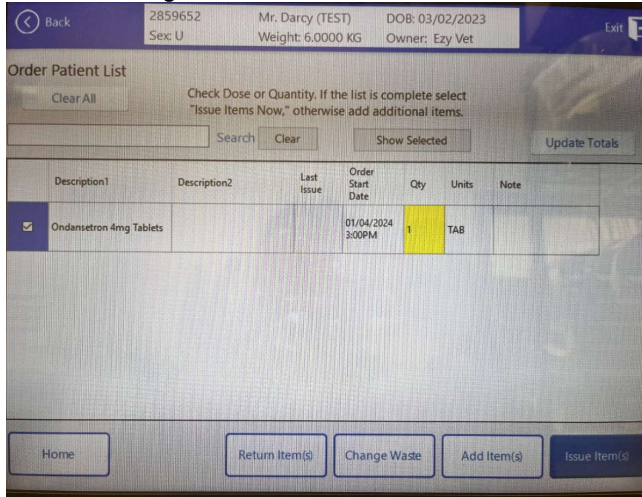 Back
2859652 Mr. Darcy (TEST) DOB: 03/02/2023
Sex: U Weight: 6.0000 KG Owner: Ezy Vet
Exit
Order Patient List
Clear All
Check Dose or Quantity. If the list is complete select
"Issue Items Now," otherwise add additional items.
Search Clear Show Selected Update Totals
Description1 Description2 Last Issue Order Start Date Qty Units Note
Ondansetron 4mg Tablets 01/04/2024 3:00PM 1 TAB
Home Return Item(s) Change Waste Add Item(s) Issue Item(s)